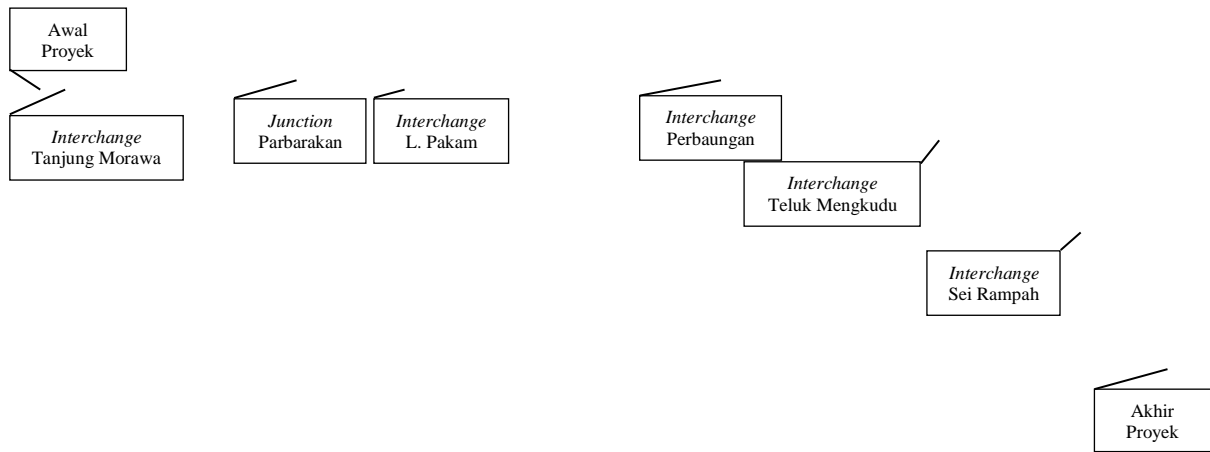 Awal
Proyek
Interchange
Tanjung Morawa
Junction
Parbarakan
Interchange
L. Pakam
Interchange
Perbaungan
Interchange
Teluk Mengkudu
Interchange
Sei Rampah
Akhir
Proyek